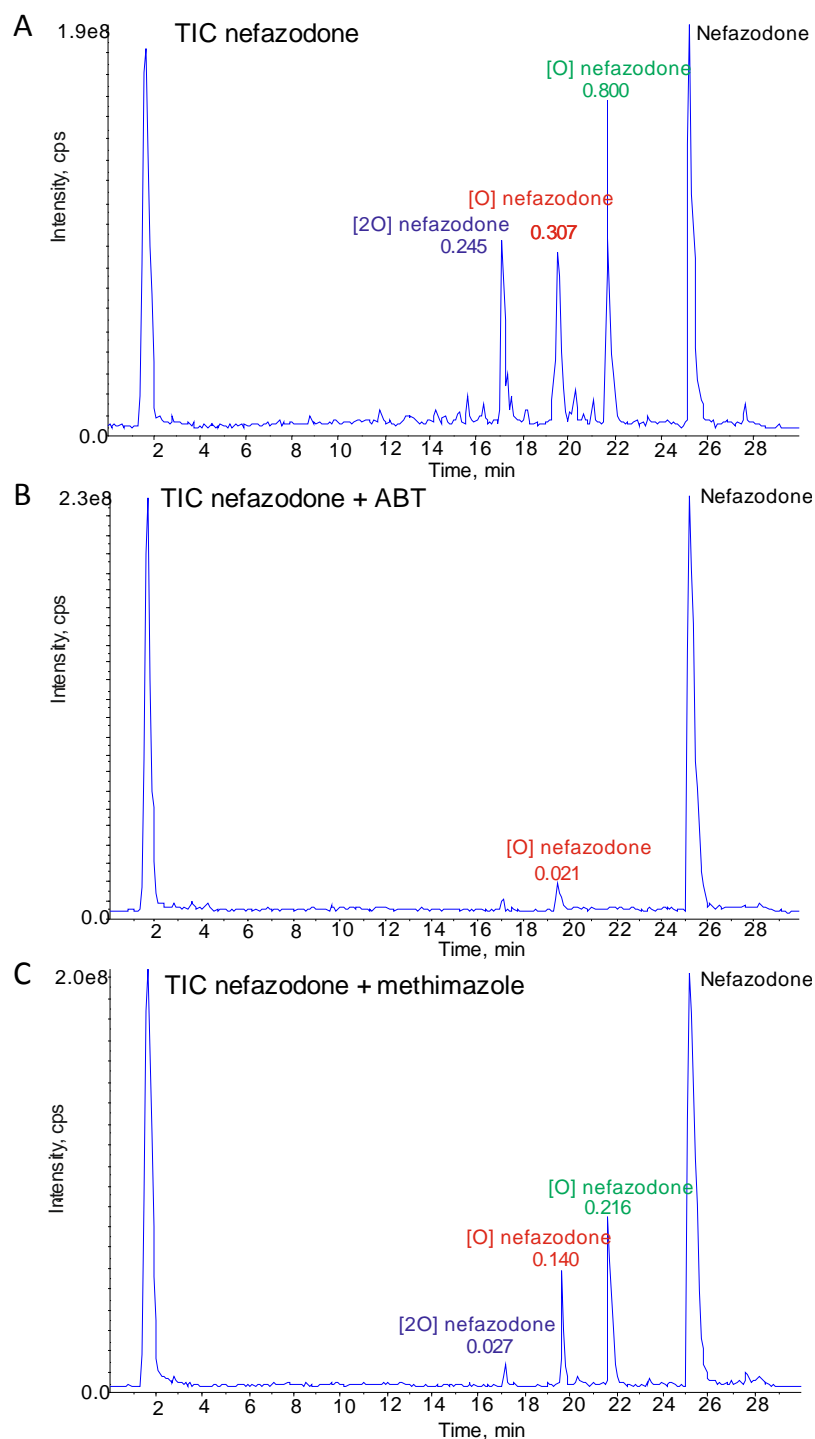 A
1.9e8
TIC nefazodone
Nefazodone
[O] nefazodone
0.800
[O] nefazodone
0.307
[2O] nefazodone
0.245
Intensity, cps
0.0
2 4 6 8 10 12 14 16 18 20 22 24 26 28
Time, min
B
2.3e8
TIC nefazodone + ABT
Nefazodone
Intensity, cps
[O] nefazodone
0.021
0.0
2 4 6 8 10 12 14 16 18 20 22 24 26 28
Time, min
C
2.0e8
TIC nefazodone + methimazole
Nefazodone
Intensity, cps
[O] nefazodone
0.216
[O] nefazodone
0.140
[2O] nefazodone
0.027
0.0
2 4 6 8 10 12 14 16 18 20 22 24 26 28
Time, min